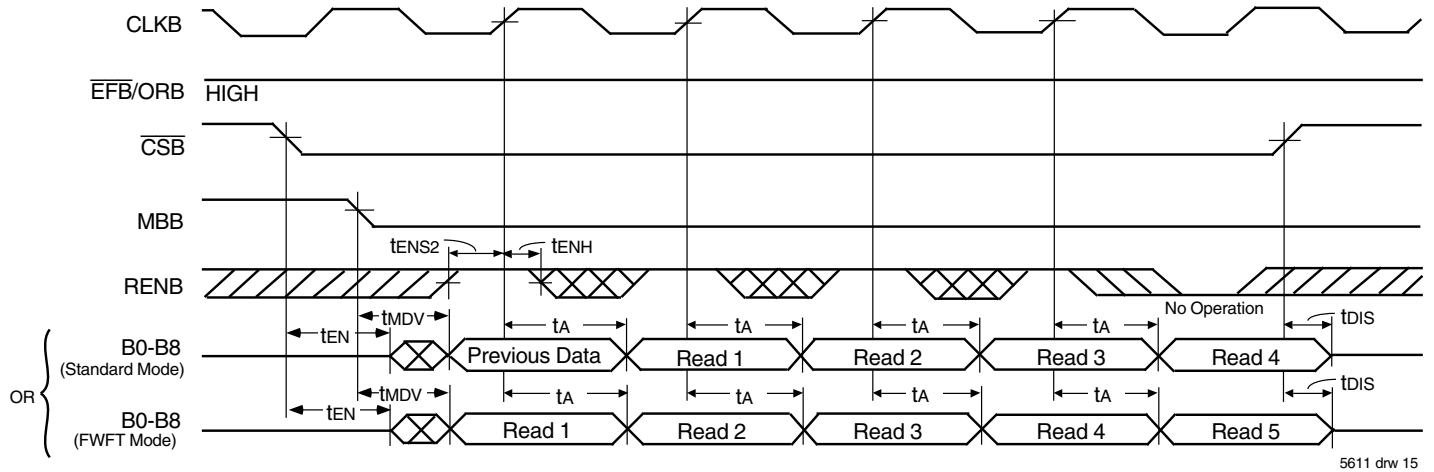 CLKB
EFB/ORB HIGH
CSB
MBB
tENS2 tENH
RENB
No Operation
tEN tMDV tA tA tA tA tDIS
B0-B8 Previous Data Read 1 Read 2 Read 3 Read 4
(Standard Mode)
OR
tEN tMDV tA tA tA tA tDIS
B0-B8 Read 1 Read 2 Read 3 Read 4 Read 5
(FWFT Mode)
5611 drw 15